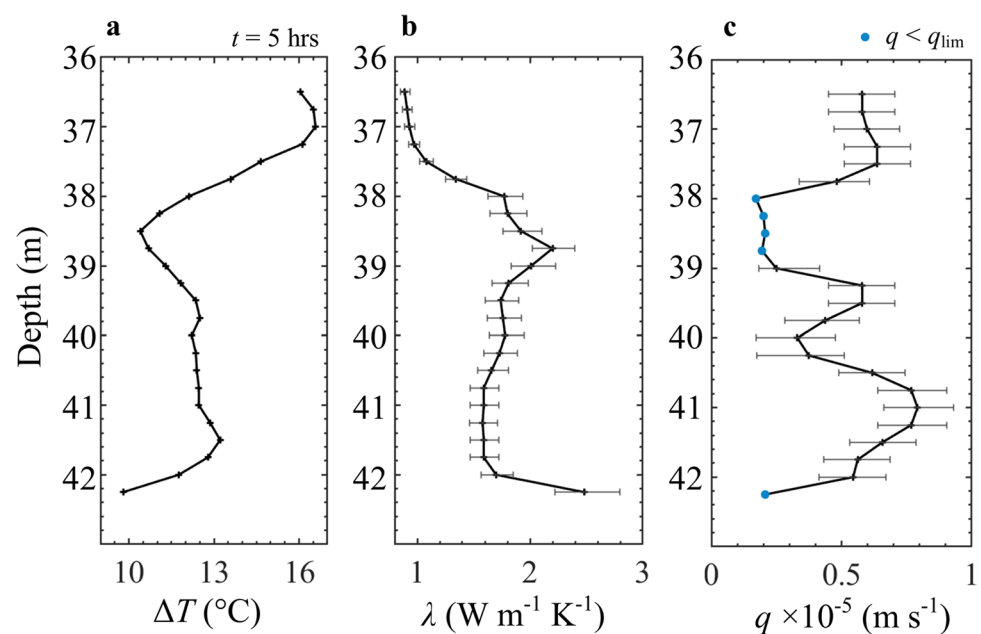 a
t = 5 hrs
b
c
q < qlim
36
37
38
39
40
41
42
Depth (m)
10 13 16
ΔT (°C)
36
37
38
39
40
41
42
1 2 3
λ (W m-1 K-1)
36
37
38
39
40
41
42
0 0.5 1
q ×10-5 (m s-1)